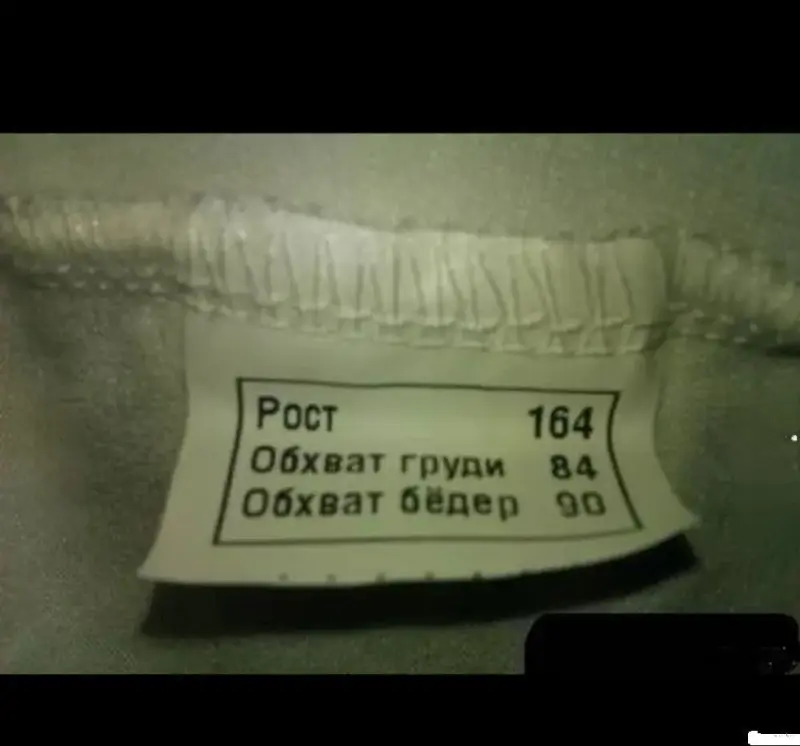 Рост 164
Обхват груди 84
Обхват бёдер 90